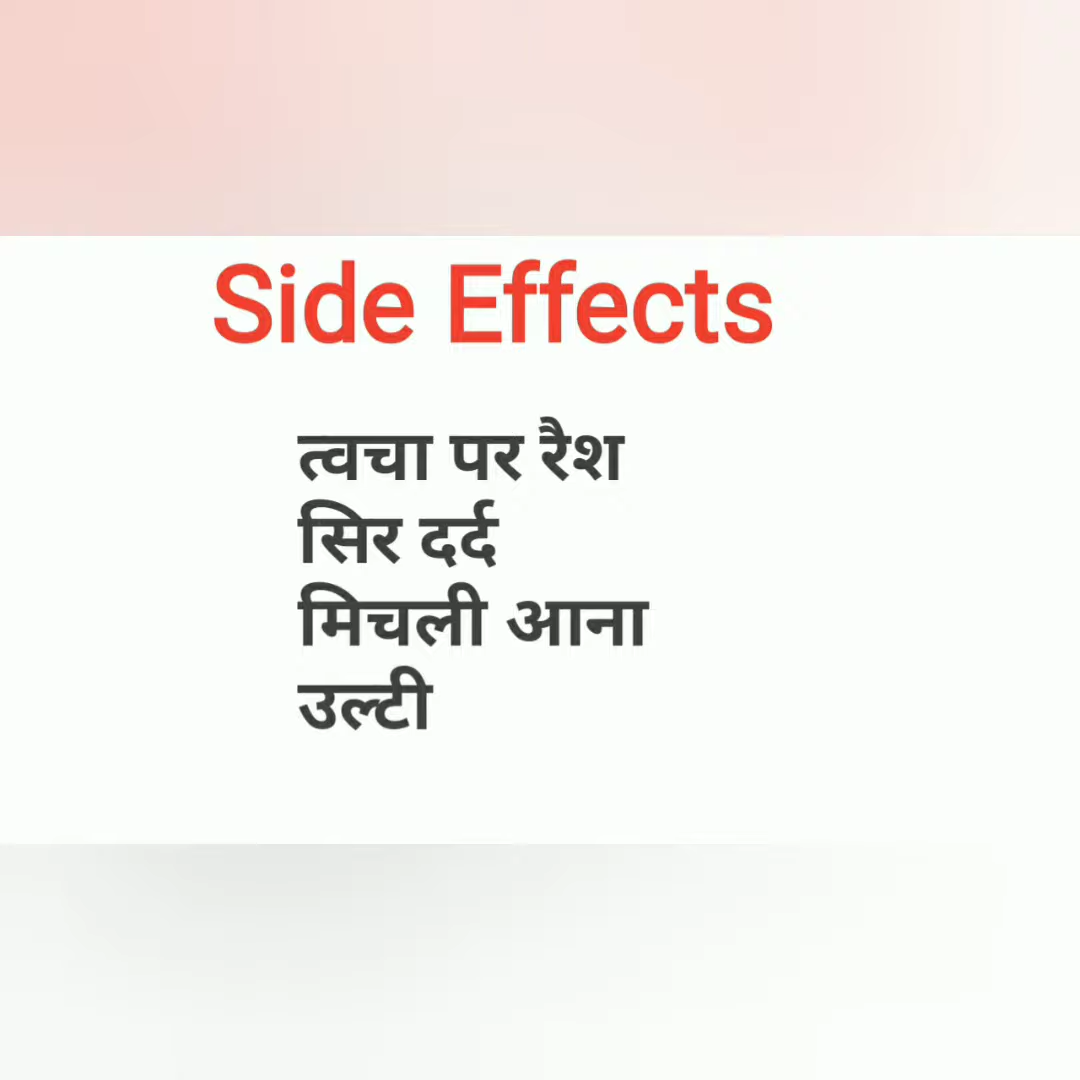 Side Effects
त्वचा पर रैश
सिर दर्द
मिचली आना
उल्टी